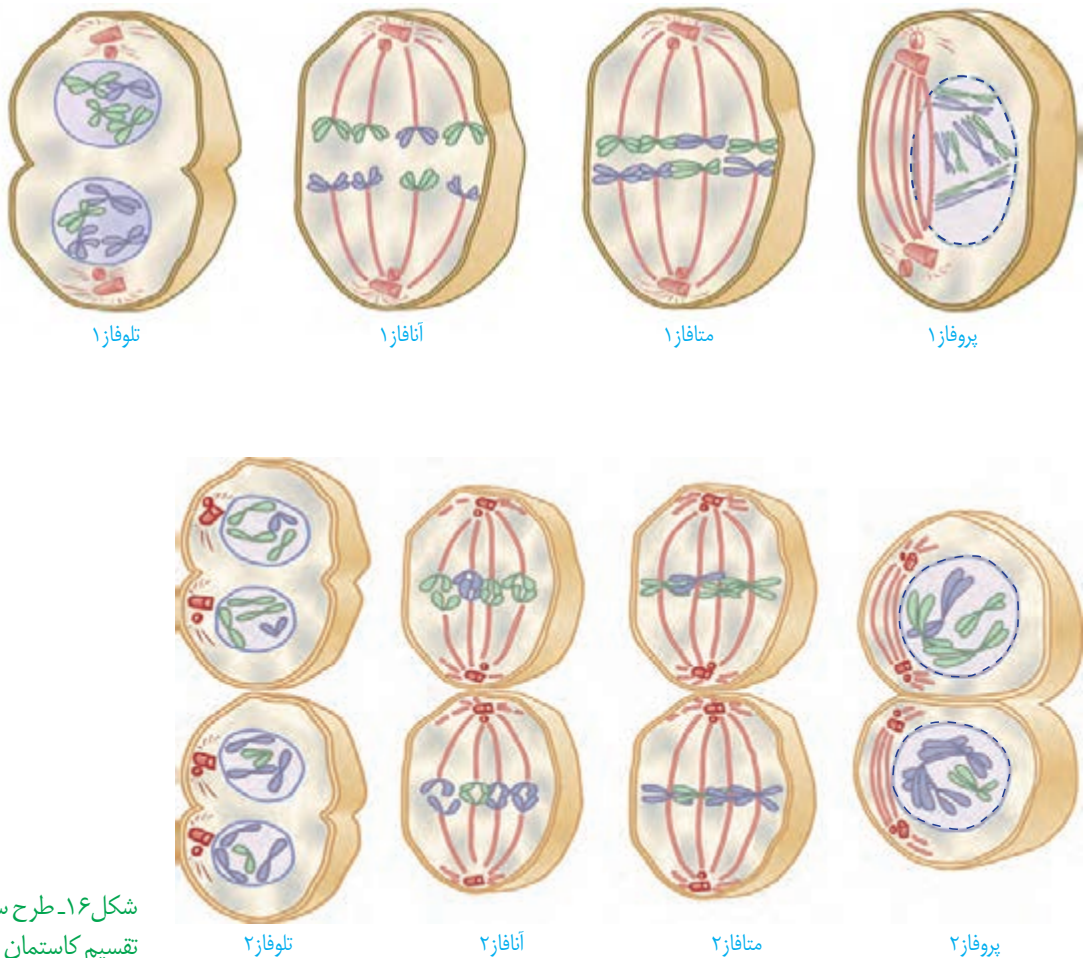 پروفاز۱
متافاز۱
آنافاز۱
تلوفاز۱
پروفاز۲
متافاز۲
آنافاز۲
تلوفاز۲
شکل۱۶ـ طرح
تقسیم کاستمان